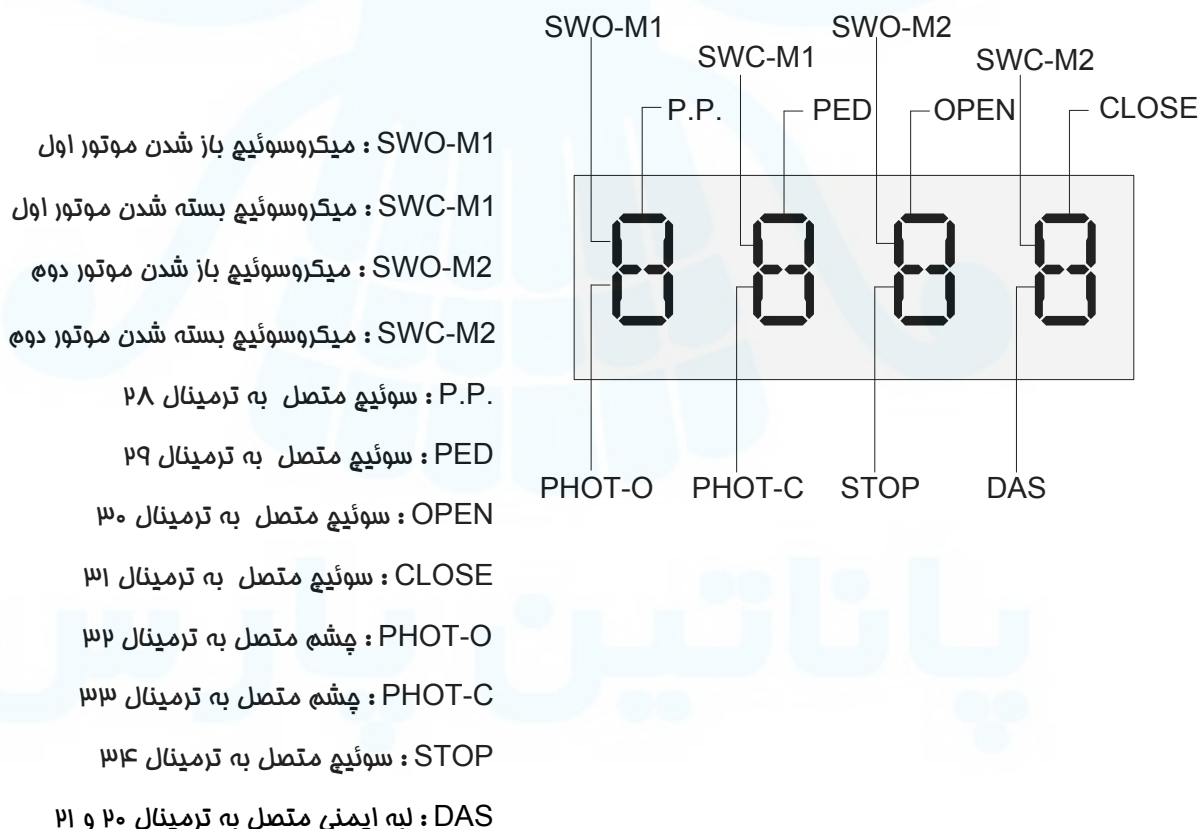 SWO-M1 SWO-M2
SWC-M1 SWC-M2
P.P. PED OPEN CLOSE
PHOT-O PHOT-C STOP DAS
SWO-M1 : میکروسوئیچ باز شدن موتور اول
SWC-M1 : میکروسوئیچ بسته شدن موتور اول
SWO-M2 : میکروسوئیچ باز شدن موتور دوم
SWC-M2 : میکروسوئیچ بسته شدن موتور دوم
P.P. : سوئیچ متصل به ترمینال ۲۸
PED : سوئیچ متصل به ترمینال ۲۹
OPEN : سوئیچ متصل به ترمینال ۳۰
CLOSE : سوئیچ متصل به ترمینال ۳۱
PHOT-O : چشم متصل به ترمینال ۳۲
PHOT-C : چشم متصل به ترمینال ۳۳
STOP : سوئیچ متصل به ترمینال ۳۴
DAS : لبه ایمنی متصل به ترمینال ۲۰ و ۲۱
پاناتین پارس